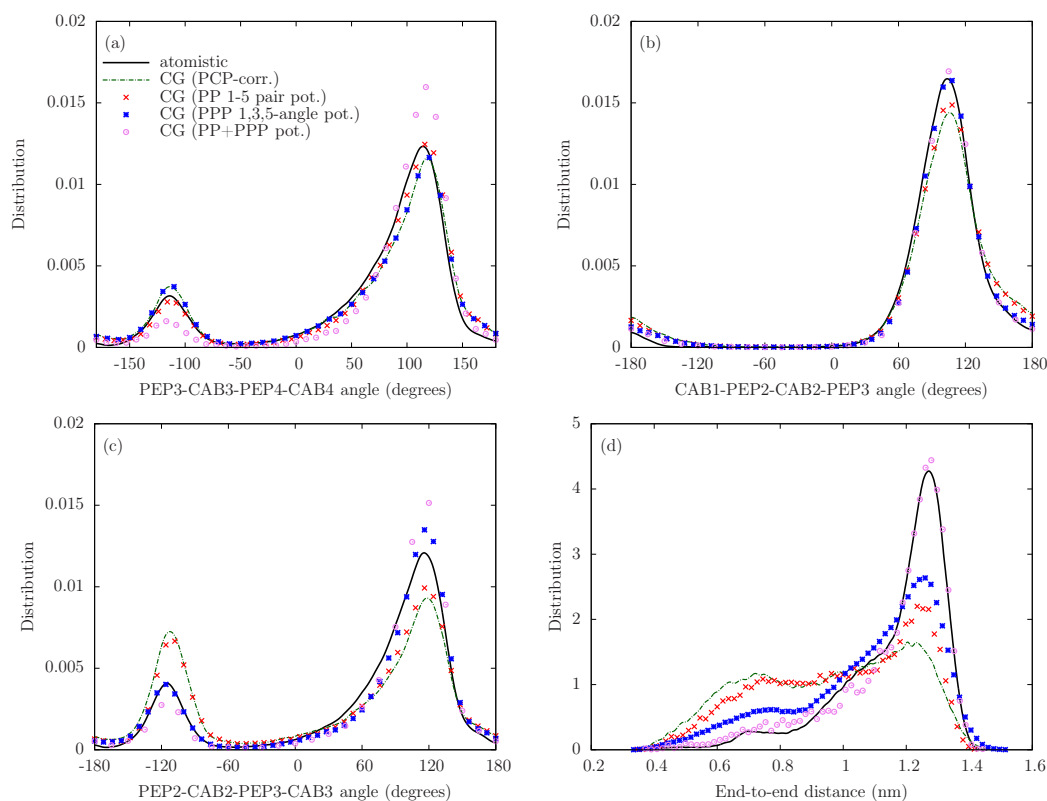 0.02
(a)
atomistic
CG (PCP-corr.)
CG (PP 1-5 pair pot.)
CG (PPP 1,3,5-angle pot.)
CG (PP+PPP pot.)
0.015
0.01
0.005
0
Distribution
-150 -100 -50 0 50 100 150
PEP3-CAB3-PEP4-CAB4 angle (degrees)
0.02
(b)
0.015
0.01
0.005
0
Distribution
-180 -120 -60 0 60 120 180
CAB1-PEP2-CAB2-PEP3 angle (degrees)
0.02
(c)
0.015
0.01
0.005
0
Distribution
-180 -120 -60 0 60 120 180
PEP2-CAB2-PEP3-CAB3 angle (degrees)
5
(d)
4
3
2
1
0
Distribution
0.2 0.4 0.6 0.8 1 1.2 1.4 1.6
End-to-end distance (nm)